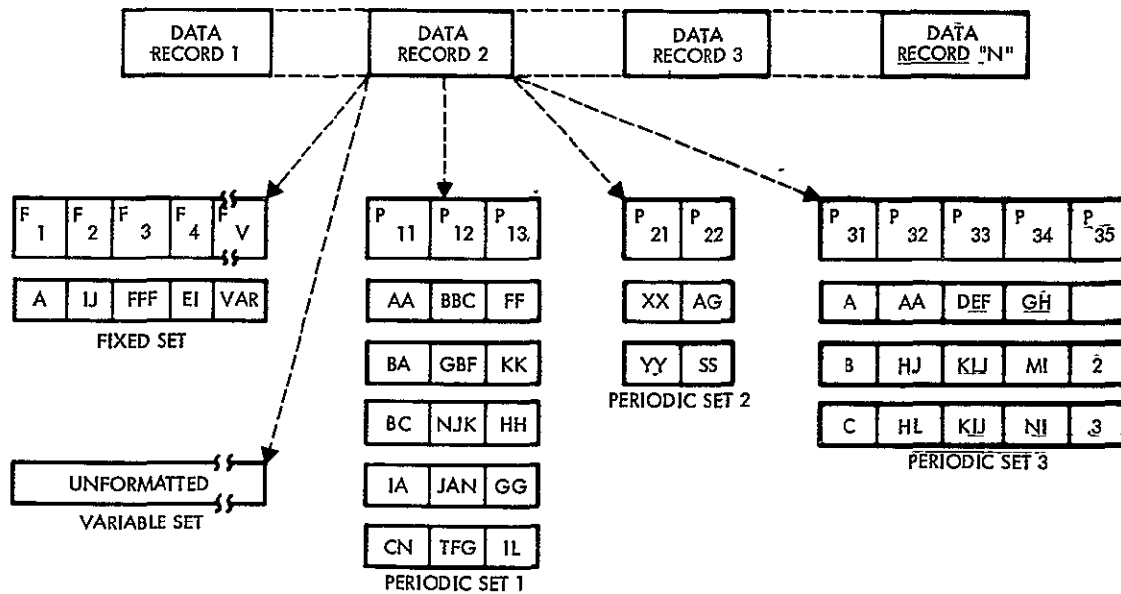 DATA RECORD 1
DATA RECORD 2
DATA RECORD 3
DATA RECORD "N"
F 1 F 2 F 3 F 4 F V
A IJ FFF EI VAR
FIXED SET
UNFORMATTED
VARIABLE SET
P 11 P 12 P 13
AA BBC FF
BA GBF KK
BC NJK HH
IA JAN GG
CN TFG IL
PERIODIC SET 1
P 21 P 22
XX AG
YY SS
PERIODIC SET 2
P 31 P 32 P 33 P 34 P 35
A AA DEF GH
B HJ KIJ MI 2
C HL KIJ NI 3
PERIODIC SET 3